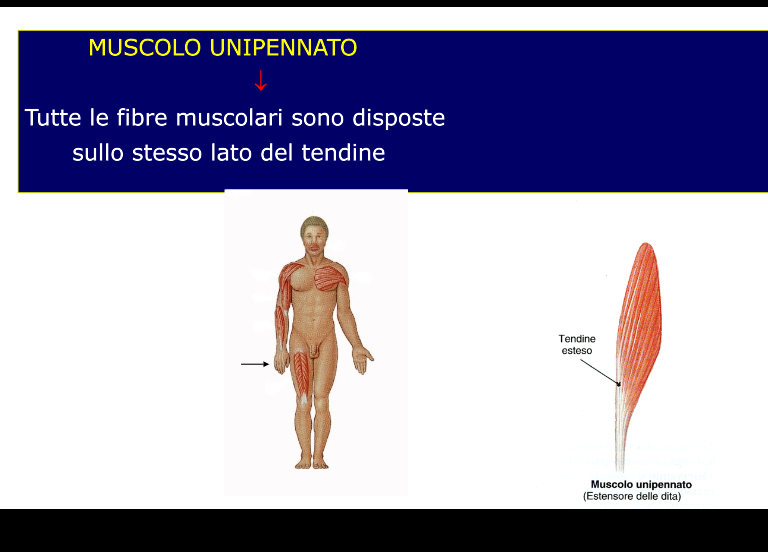 MUSCOLO UNIPENNATO
↓
Tutte le fibre muscolari sono disposte
sullo stesso lato del tendine
Tendine
esteso
Muscolo unipennato
(Estensore delle dita)